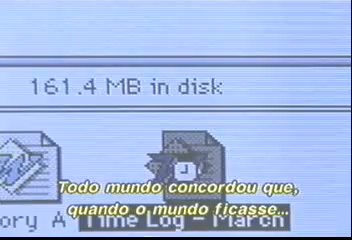 161.4 MB in disk
Todo mundo concordou que,
quando o mundo ficasse...
ory A Time Log - March